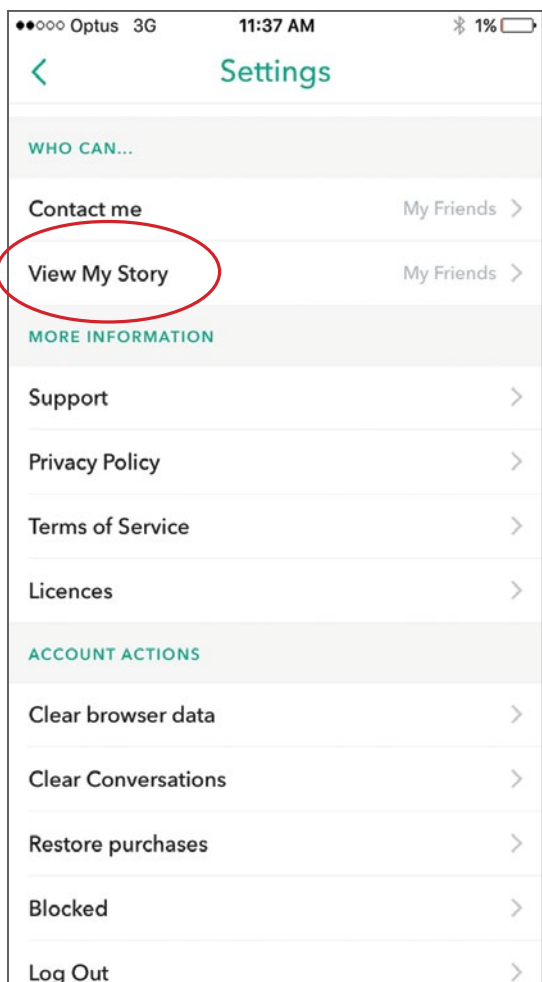 Optus 3G 11:37 AM 1%
Settings
WHO CAN...
Contact me My Friends
View My Story My Friends
MORE INFORMATION
Support
Privacy Policy
Terms of Service
Licences
ACCOUNT ACTIONS
Clear browser data
Clear Conversations
Restore purchases
Blocked
Log Out